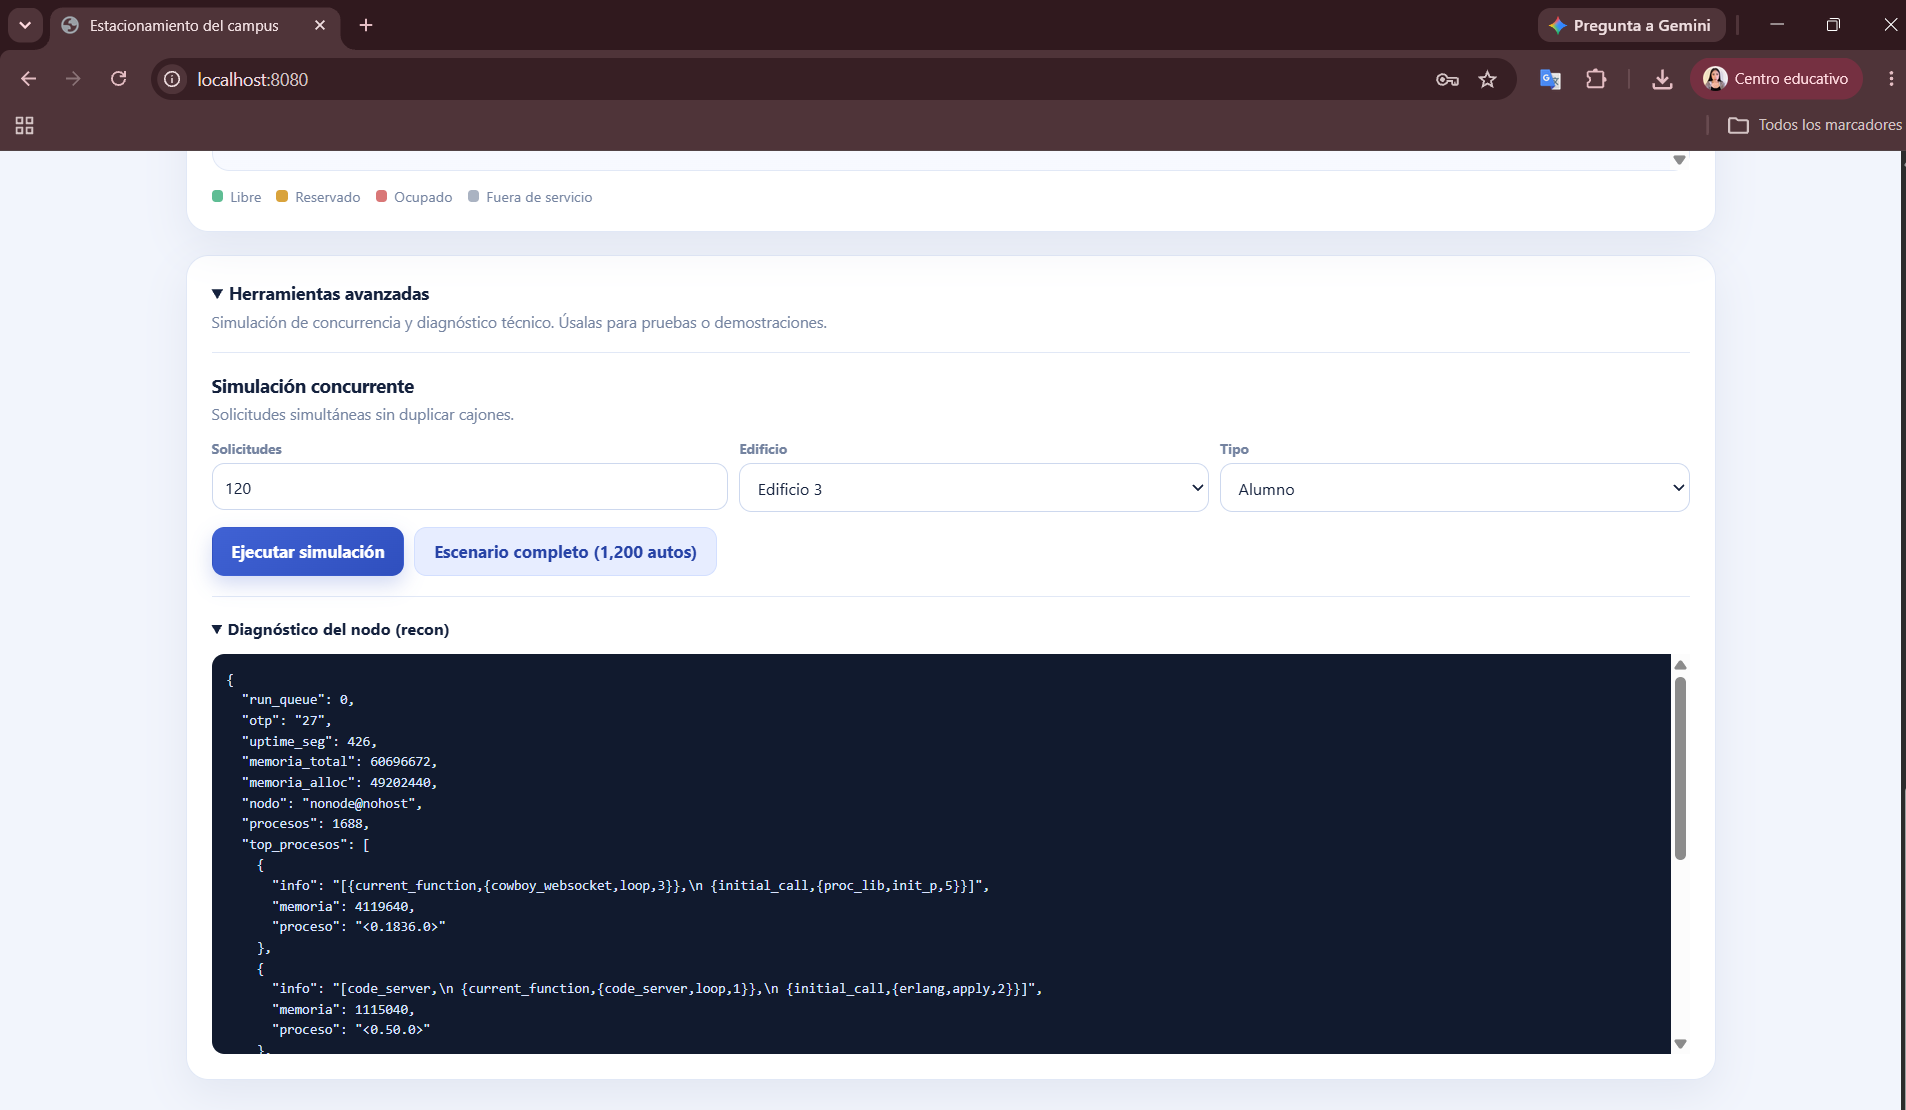 Estacionamiento del campus
Pregunta a Gemini
localhost:8080
Centro educativo
Todos los marcadores
Libre Reservado Ocupado Fuera de servicio
▼ Herramientas avanzadas
Simulación de concurrencia y diagnóstico técnico. Úsalas para pruebas o demostraciones.
Simulación concurrente
Solicitudes simultáneas sin duplicar cajones.
Solicitudes Edificio Tipo
120 Edificio 3 Alumno
Ejecutar simulación Escenario completo (1,200 autos)
▼ Diagnóstico del nodo (recon)
{
"run_queue": 0,
"otp": "27",
"uptime_seg": 426,
"memoria_total": 60696672,
"memoria_alloc": 49202440,
"nodo": "nonode@nohost",
"procesos": 1688,
"top_procesos": [
{
"info": "[{current_function,{cowboy_websocket,loop,3}},\n {initial_call,{proc_lib,init_p,5}}]",
"memoria": 4119640,
"proceso": "<0.1836.0>"
},
{
"info": "[code_server,\n {current_function,{code_server,loop,1}},\n {initial_call,{erlang,apply,2}}]",
"memoria": 1115040,
"proceso": "<0.50.0>"
},